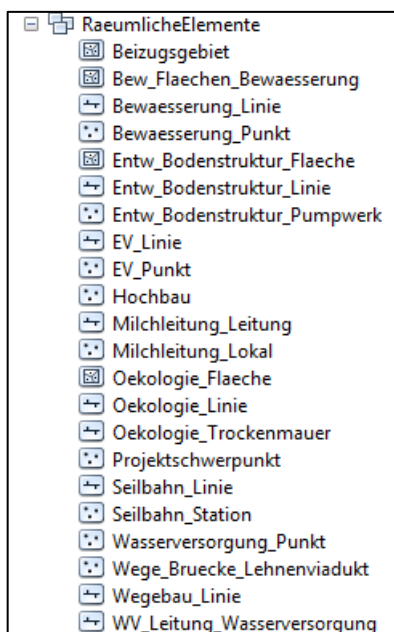 RaeumlicheElemente
Beizugsgebiet
Bew_Flaechen_Bewaesserung
Bewaesserung_Linie
Bewaesserung_Punkt
Entw_Bodenstruktur_Flaeche
Entw_Bodenstruktur_Linie
Entw_Bodenstruktur_Pumpwerk
EV_Linie
EV_Punkt
Hochbau
Milchleitung_Leitung
Milchleitung_Lokal
Oekologie_Flaeche
Oekologie_Linie
Oekologie_Trockenmauer
Projektschwerpunkt
Seilbahn_Linie
Seilbahn_Station
Wasserversorgung_Punkt
Wege_Bruecke_Lehnenviadukt
Wegebau_Linie
WV_Leitung_Wasserversorgung